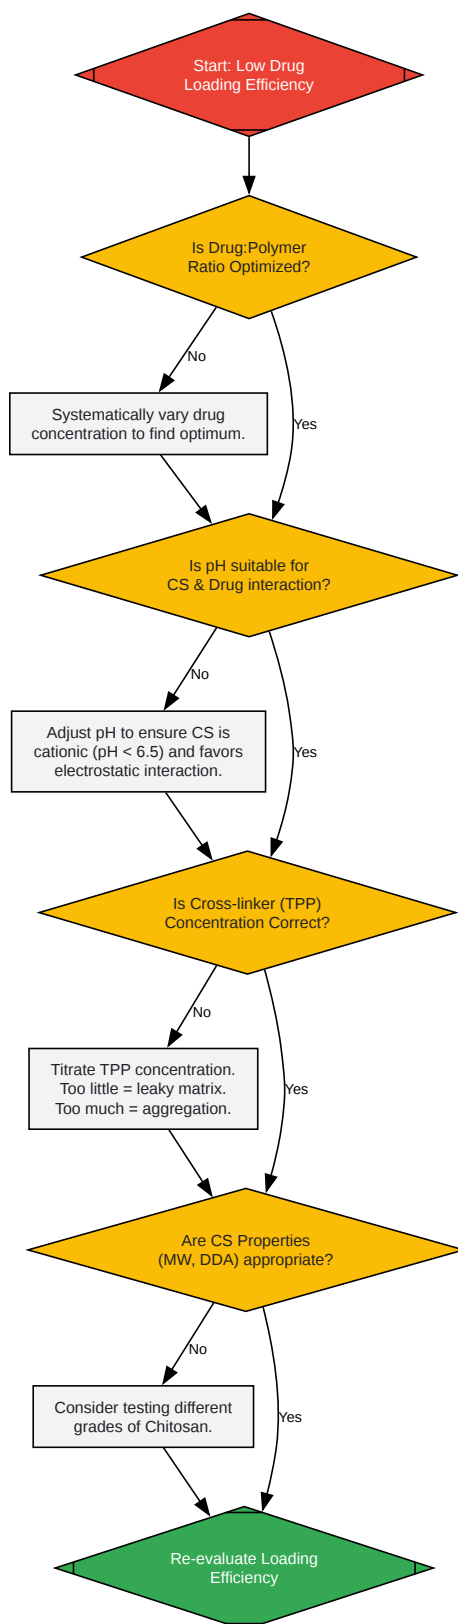 Start: Low Drug
Loading Efficiency
Is Drug:Polymer
Ratio Optimized?
No
Systematically vary drug
concentration to find optimum.
Yes
Is pH suitable for
CS & Drug interaction?
No
Adjust pH to ensure CS is
cationic (pH < 6.5) and favors
electrostatic interaction.
Yes
Is Cross-linker (TPP)
Concentration Correct?
No
Titrate TPP concentration.
Too little = leaky matrix.
Too much = aggregation.
Yes
Are CS Properties
(MW, DDA) appropriate?
No
Consider testing different
grades of Chitosan.
Yes
Re-evaluate Loading
Efficiency